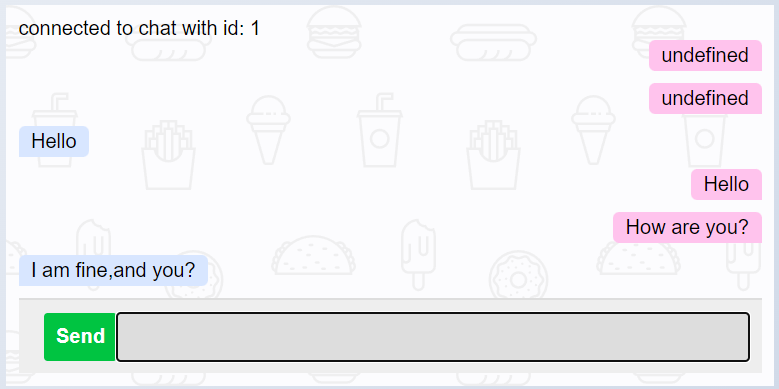 connected to chat with id: 1
undefined
undefined
Hello
Hello
How are you?
I am fine,and you?
Send